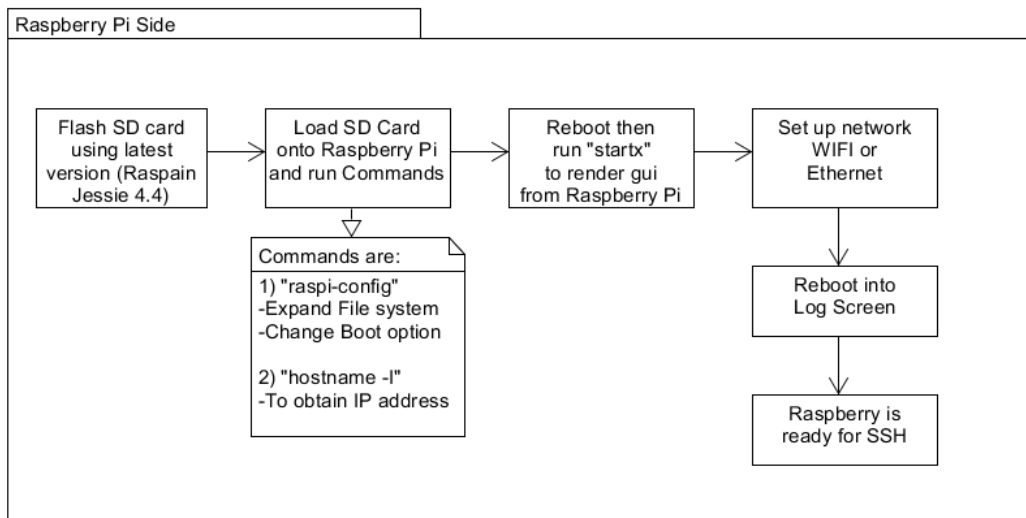 Raspberry Pi Side
Flash SD card
using latest
version (Raspain
Jessie 4.4)
Load SD Card
onto Raspberry Pi
and run Commands
Reboot then
run "startx"
to render gui
from Raspberry Pi
Set up network
WIFI or
Ethernet
Commands are:
1) "raspi-config"
-Expand File system
-Change Boot option
2) "hostname -I"
-To obtain IP address
Reboot into
Log Screen
Raspberry is
ready for SSH